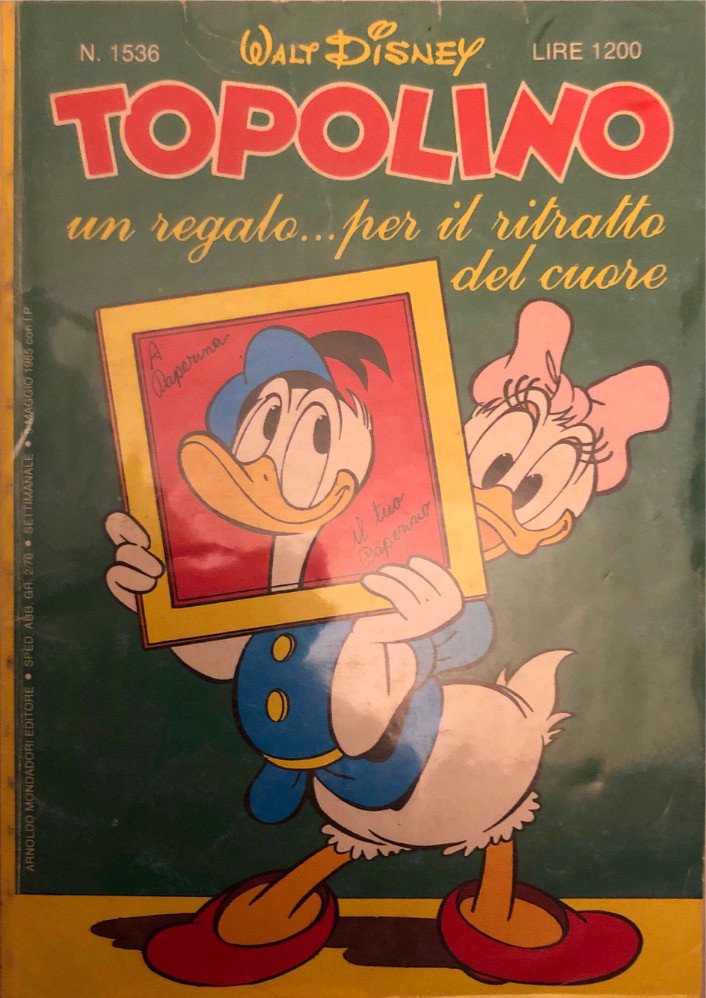 N. 1536
WALT DISNEY
LIRE 1200
TOPOLINO
un regalo...per il ritratto
del cuore
A
Paperina
il tuo
Paperino
ARNOLDO MONDADORI EDITORE • SPED. ABB. GR. 2/70 • SETTIMANALE • MAGGIO 1985 con I.P.